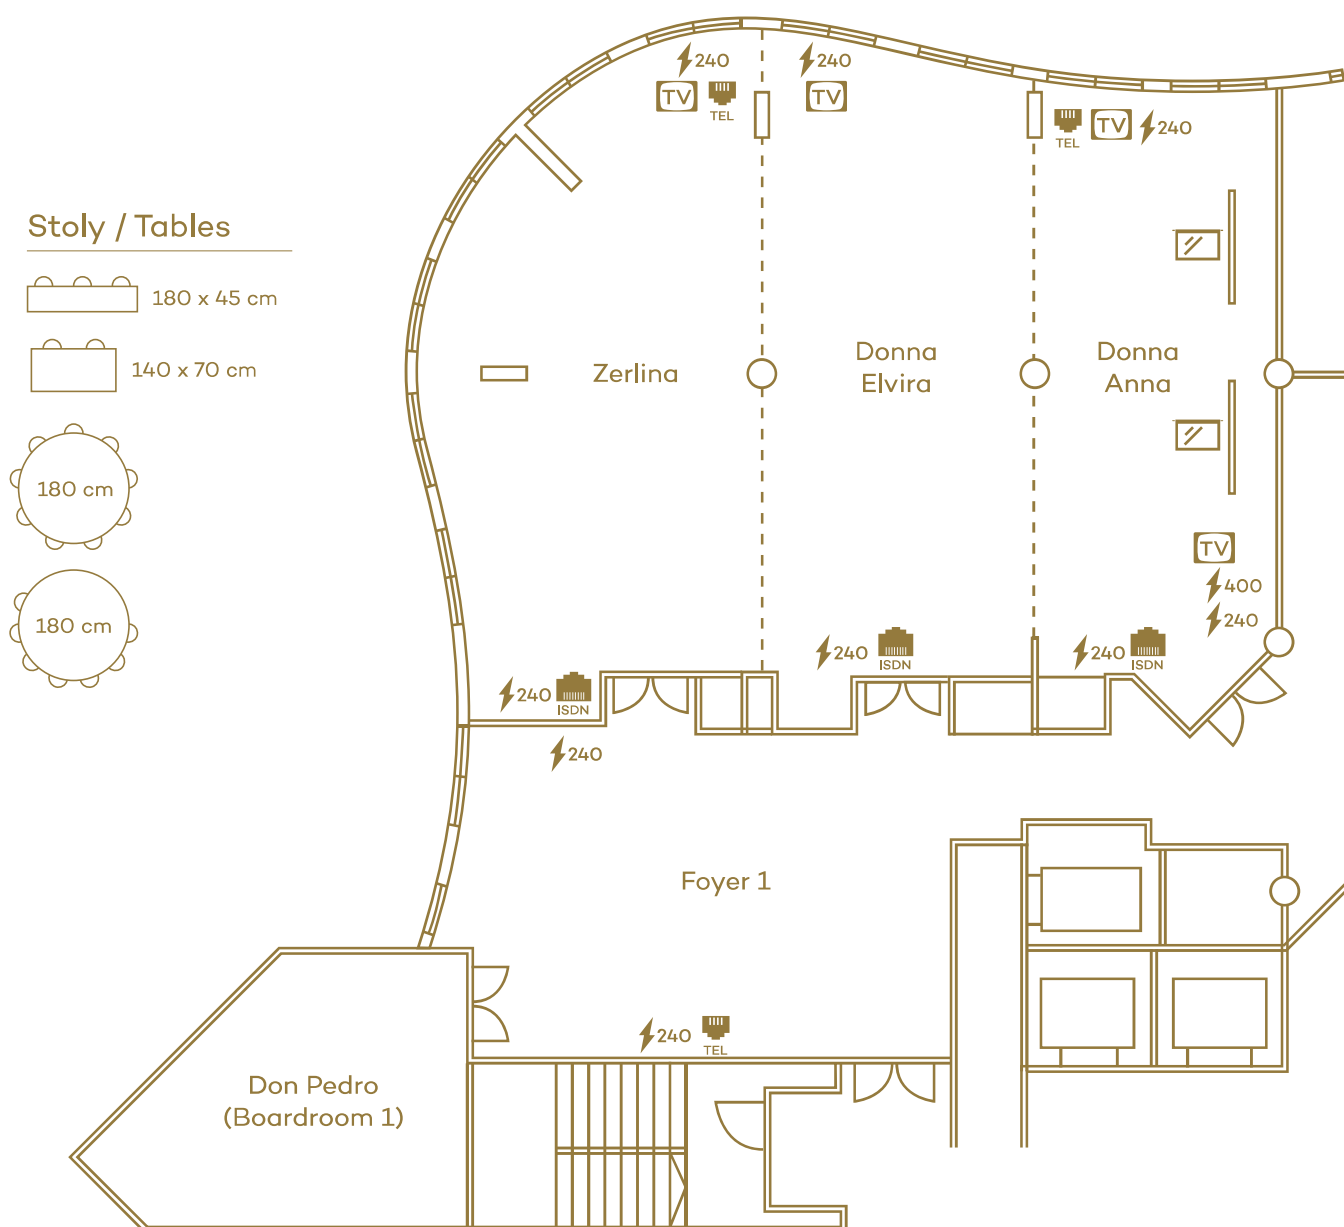 240
240
TV
TEL
TV
TEL
TV
240
Stoly / Tables
180 x 45 cm
140 x 70 cm
180 cm
180 cm
Zerlina
Donna
Elvira
Donna
Anna
TV
400
240
240
ISDN
240
ISDN
240
ISDN
240
Foyer 1
240
TEL
Don Pedro
(Boardroom 1)